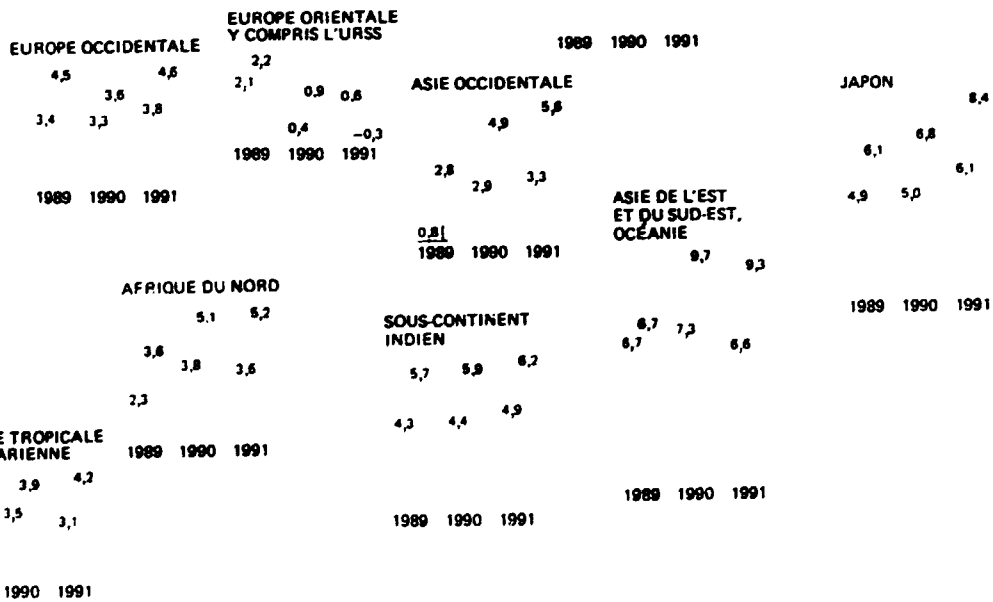 EUROPE OCCIDENTALE
4,5 4,6
3,6
3,4 3,3 3,8
1989 1990 1991
EUROPE ORIENTALE
Y COMPRIS L'URSS
2,2
2,1 0,9 0,6
0,4 -0,3
1989 1990 1991
1989 1990 1991
ASIE OCCIDENTALE
5,6
4,9
2,8 2,9 3,3
0,8
1989 1990 1991
JAPON
8,4
6,8
6,1
6,1
4,9 5,0
1989 1990 1991
ASIE DE L'EST
ET DU SUD-EST,
OCÉANIE
9,7 9,3
6,7 7,3
6,7 6,6
1989 1990 1991
AFRIQUE DU NORD
5,1 5,2
3,6
3,8 3,6
2,3
1989 1990 1991
SOUS-CONTINENT
INDIEN
5,7 5,9 6,2
4,3 4,4 4,9
1989 1990 1991
E TROPICALE
ARIENNE
3,9 4,2
3,5 3,1
1990 1991